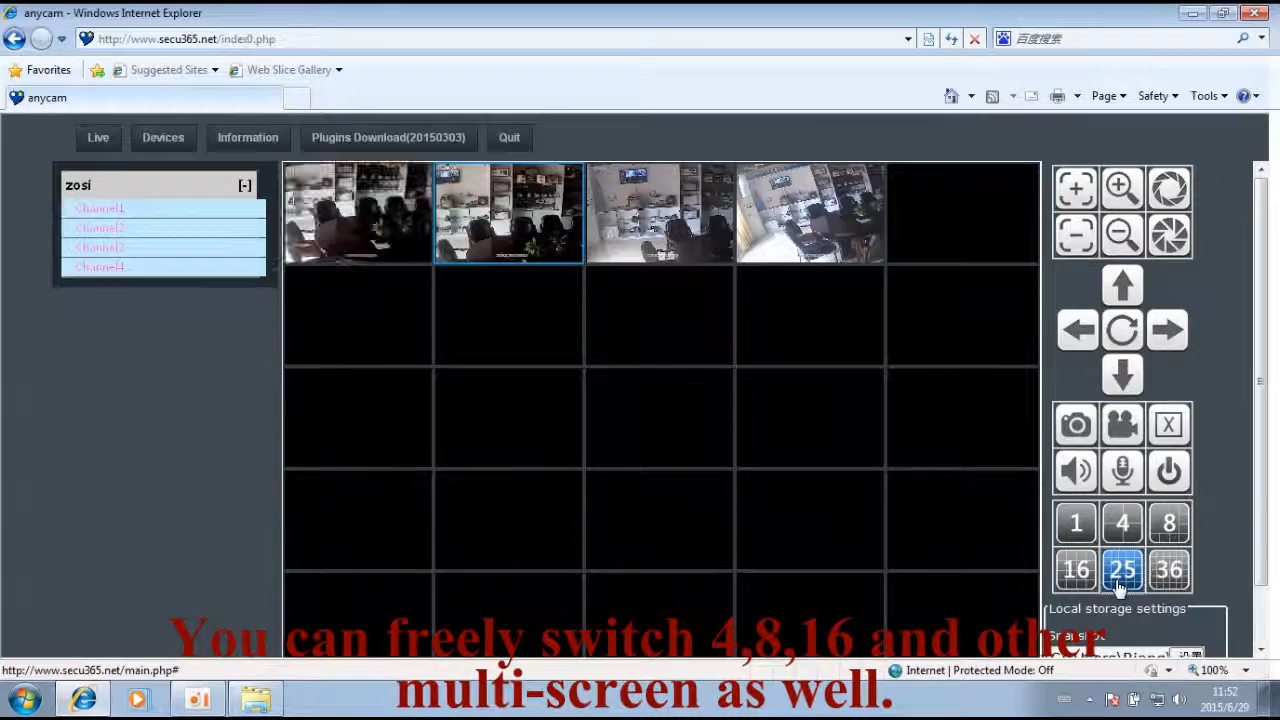 anycam - Windows Internet Explorer
http://www.secu365.net/index0.php
百度搜索
Favorites
Suggested Sites
Web Slice Gallery
anycam
Page
Safety
Tools
Live
Devices
Information
Plugins Download(20150303)
Quit
zosi
[-]
Channel1
Channel2
Channel3
Channel4
X
1
4
8
16
25
36
Local storage settings
Snapshot
You can freely switch 4,8,16 and other
multi-screen as well.
http://www.secu365.net/main.php#
Internet | Protected Mode: Off
100%
11:52
2015/6/29